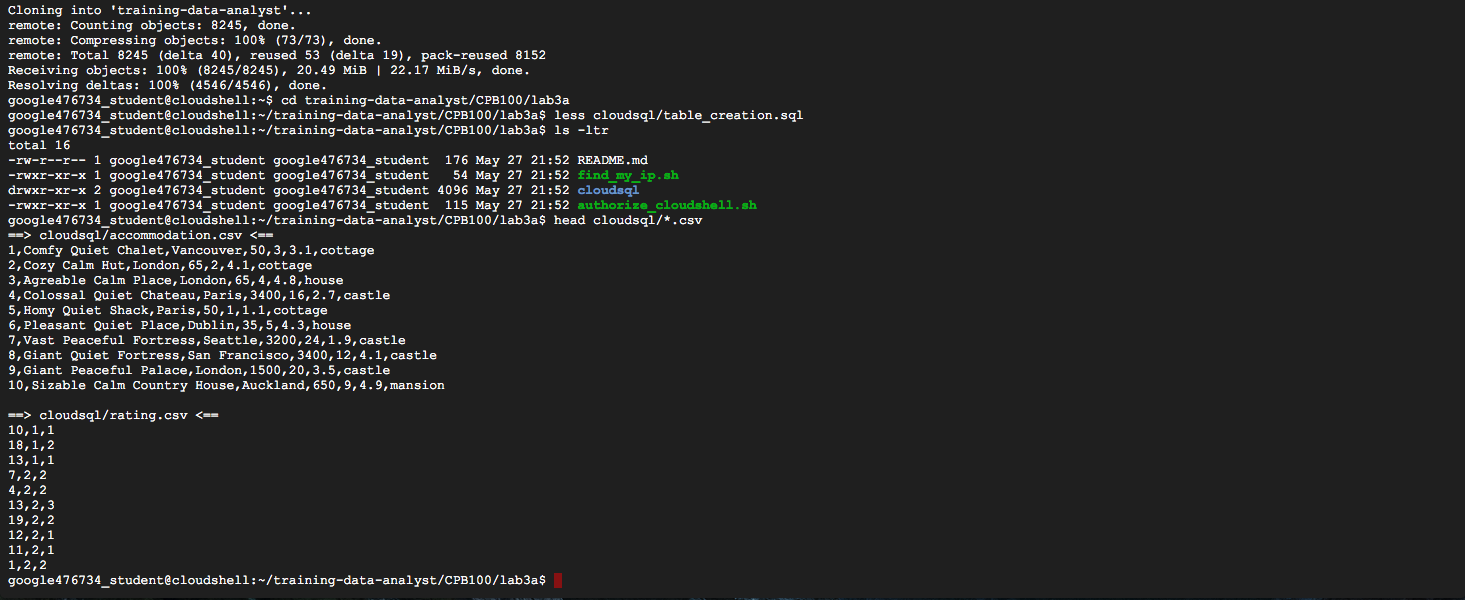 Cloning into 'training-data-analyst'...
remote: Counting objects: 8245, done.
remote: Compressing objects: 100% (73/73), done.
remote: Total 8245 (delta 40), reused 53 (delta 19), pack-reused 8152
Receiving objects: 100% (8245/8245), 20.49 MiB | 22.17 MiB/s, done.
Resolving deltas: 100% (4546/4546), done.
google476734_student@cloudshell:~$ cd training-data-analyst/CPB100/lab3a
google476734_student@cloudshell:~/training-data-analyst/CPB100/lab3a$ less cloudsql/table_creation.sql
google476734_student@cloudshell:~/training-data-analyst/CPB100/lab3a$ ls -ltr
total 16
-rw-r--r-- 1 google476734_student google476734_student  176 May 27 21:52 README.md
-rwxr-xr-x 1 google476734_student google476734_student   54 May 27 21:52 find_my_ip.sh
drwxr-xr-x 2 google476734_student google476734_student 4096 May 27 21:52 cloudsql
-rwxr-xr-x 1 google476734_student google476734_student  115 May 27 21:52 authorize_cloudshell.sh
google476734_student@cloudshell:~/training-data-analyst/CPB100/lab3a$ head cloudsql/*.csv
==> cloudsql/accommodation.csv <==
1,Comfy Quiet Chalet,Vancouver,50,3,3.1,cottage
2,Cozy Calm Hut,London,65,2,4.1,cottage
3,Agreable Calm Place,London,65,4,4.8,house
4,Colossal Quiet Chateau,Paris,3400,16,2.7,castle
5,Homy Quiet Shack,Paris,50,1,1.1,cottage
6,Pleasant Quiet Place,Dublin,35,5,4.3,house
7,Vast Peaceful Fortress,Seattle,3200,24,1.9,castle
8,Giant Quiet Fortress,San Francisco,3400,12,4.1,castle
9,Giant Peaceful Palace,London,1500,20,3.5,castle
10,Sizable Calm Country House,Auckland,650,9,4.9,mansion
==> cloudsql/rating.csv <==
10,1,1
18,1,2
13,1,1
7,2,2
4,2,2
13,2,3
19,2,2
12,2,1
11,2,1
1,2,2
google476734_student@cloudshell:~/training-data-analyst/CPB100/lab3a$